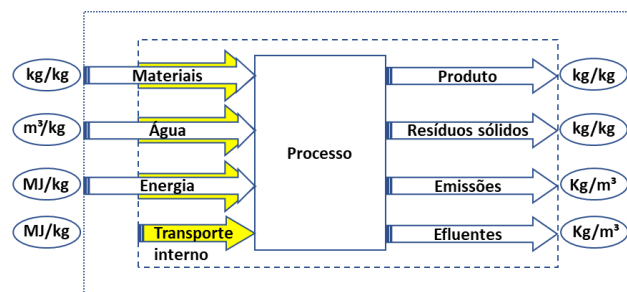 kg/kg Materiais Produto kg/kg
m³/kg Água Resíduos sólidos kg/kg
Processo
MJ/kg Energia Emissões Kg/m³
MJ/kg Transporte interno Efluentes Kg/m³